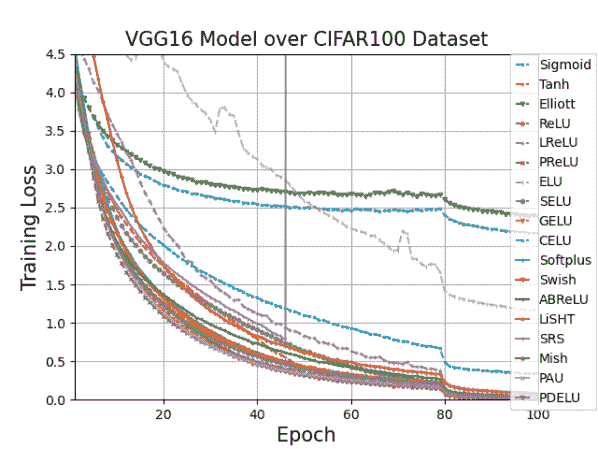 VGG16 Model over CIFAR100 Dataset
4.5
4.0
3.5
3.0
2.5
2.0
1.5
1.0
0.5
0.0
Training Loss
20
40
60
80
100
Epoch
Sigmoid
Tanh
Elliott
ReLU
LReLU
PReLU
ELU
SELU
GELU
CELU
Softplus
Swish
ABReLU
LiSHT
SRS
Mish
PAU
PDELU